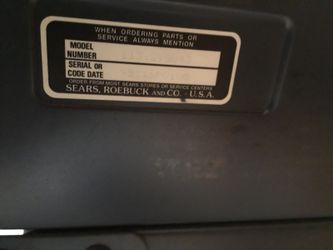 WHEN ORDERING PARTS OR
SERVICE ALWAYS MENTION
MODEL
NUMBER
SERIAL OR
CODE DATE
ORDER FROM MOST SEARS STORES OR SERVICE CENTERS
SEARS, ROEBUCK AND CO. - U.S.A.